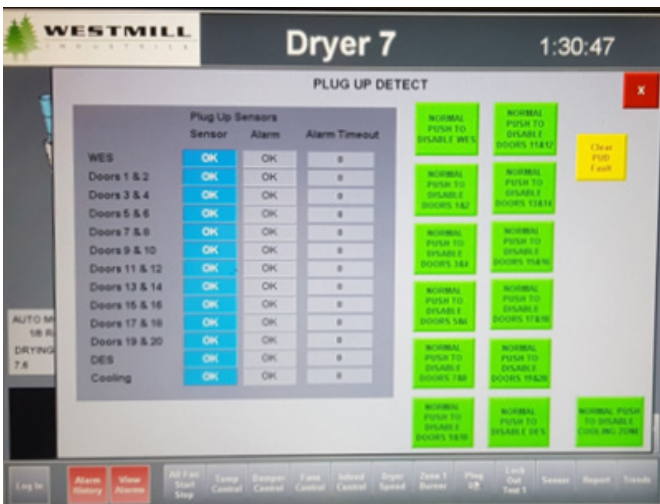 WESTMILL
INDUSTRIES
Dryer 7
1:30:47
PLUG UP DETECT
X
Plug Up Sensors
Sensor Alarm Alarm Timeout
WES OK OK 0
Doors 1 & 2 OK OK 0
Doors 3 & 4 OK OK 0
Doors 5 & 6 OK OK 0
Doors 7 & 8 OK OK 0
Doors 9 & 10 OK OK 0
Doors 11 & 12 OK OK 0
Doors 13 & 14 OK OK 0
Doors 15 & 16 OK OK 0
Doors 17 & 18 OK OK 0
Doors 19 & 20 OK OK 0
DES OK OK 0
Cooling OK OK 0
NORMAL
PUSH TO
DISABLE WES
NORMAL
PUSH TO
DISABLE
DOORS 11&12
Clear
PUD
Fault
NORMAL
PUSH TO
DISABLE
DOORS 1&2
NORMAL
PUSH TO
DISABLE
DOORS 13&14
NORMAL
PUSH TO
DISABLE
DOORS 3&4
NORMAL
PUSH TO
DISABLE
DOORS 15&16
NORMAL
PUSH TO
DISABLE
DOORS 5&6
NORMAL
PUSH TO
DISABLE
DOORS 17&18
NORMAL
PUSH TO
DISABLE
DOORS 7&8
NORMAL
PUSH TO
DISABLE
DOORS 19&20
NORMAL
PUSH TO
DISABLE
DOORS 9&10
NORMAL
PUSH TO
DISABLE DES
NORMAL PUSH
TO DISABLE
COOLING ZONE
AUTO
DRYING
7.6
Log In
Alarm
History
View
Alarms
All Fan
Start
Stop
Temp
Control
Damper
Control
Fans
Control
Infeed
Control
Dryer
Speed
Zone 1
Burner
Plug
Up
Lock
Out
Test 1
Sensor
Report
Trends